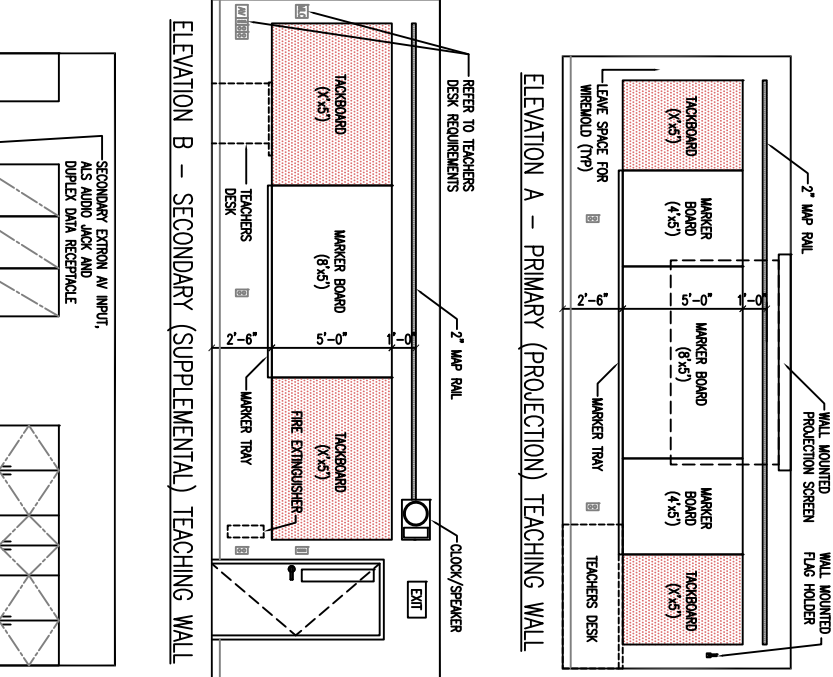 WALL MOUNTED
PROJECTION SCREEN
WALL MOUNTED
FLAG HOLDER
2" MAP RAIL
LEAVE SPACE FOR
WIREMOLD (TYP)
TACKBOARD
(X'x5')
MARKER
BOARD
(4'x5')
MARKER BOARD
(8'x5')
MARKER
BOARD
(4'x5')
TACKBOARD
(X'x5')
1'-0"
5'-0"
2'-6"
MARKER TRAY
TEACHERS DESK
ELEVATION A - PRIMARY (PROJECTION) TEACHING WALL
REFER TO TEACHERS
DESK REQUIREMENTS
2" MAP RAIL
CLOCK/SPEAKER
EXIT
TACKBOARD
(X'x5')
MARKER BOARD
(8'x5')
TACKBOARD
(X'x5')
1'-0"
5'-0"
2'-6"
FIRE EXTINGUISHER
MARKER TRAY
TEACHERS
DESK
AV
ELEVATION B - SECONDARY (SUPPLEMENTAL) TEACHING WALL
SECONDARY EXTRON AV INPUT,
ALS AUDIO JACK AND
DUPLEX DATA RECEPTACLE